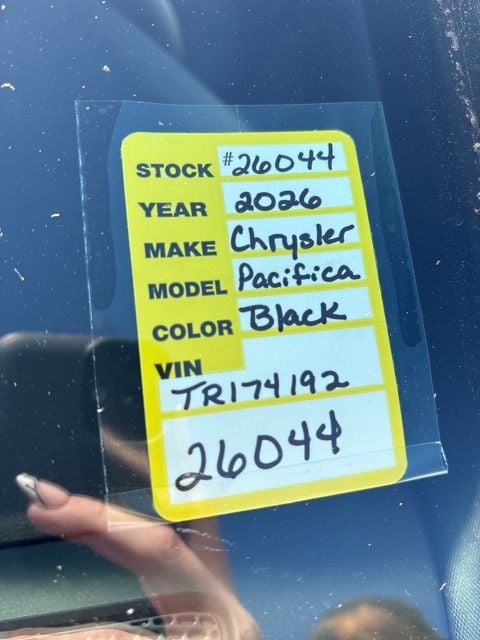 STOCK #26044
YEAR 2026
MAKE Chrysler
MODEL Pacifica
COLOR Black
VIN
TR174192
26044